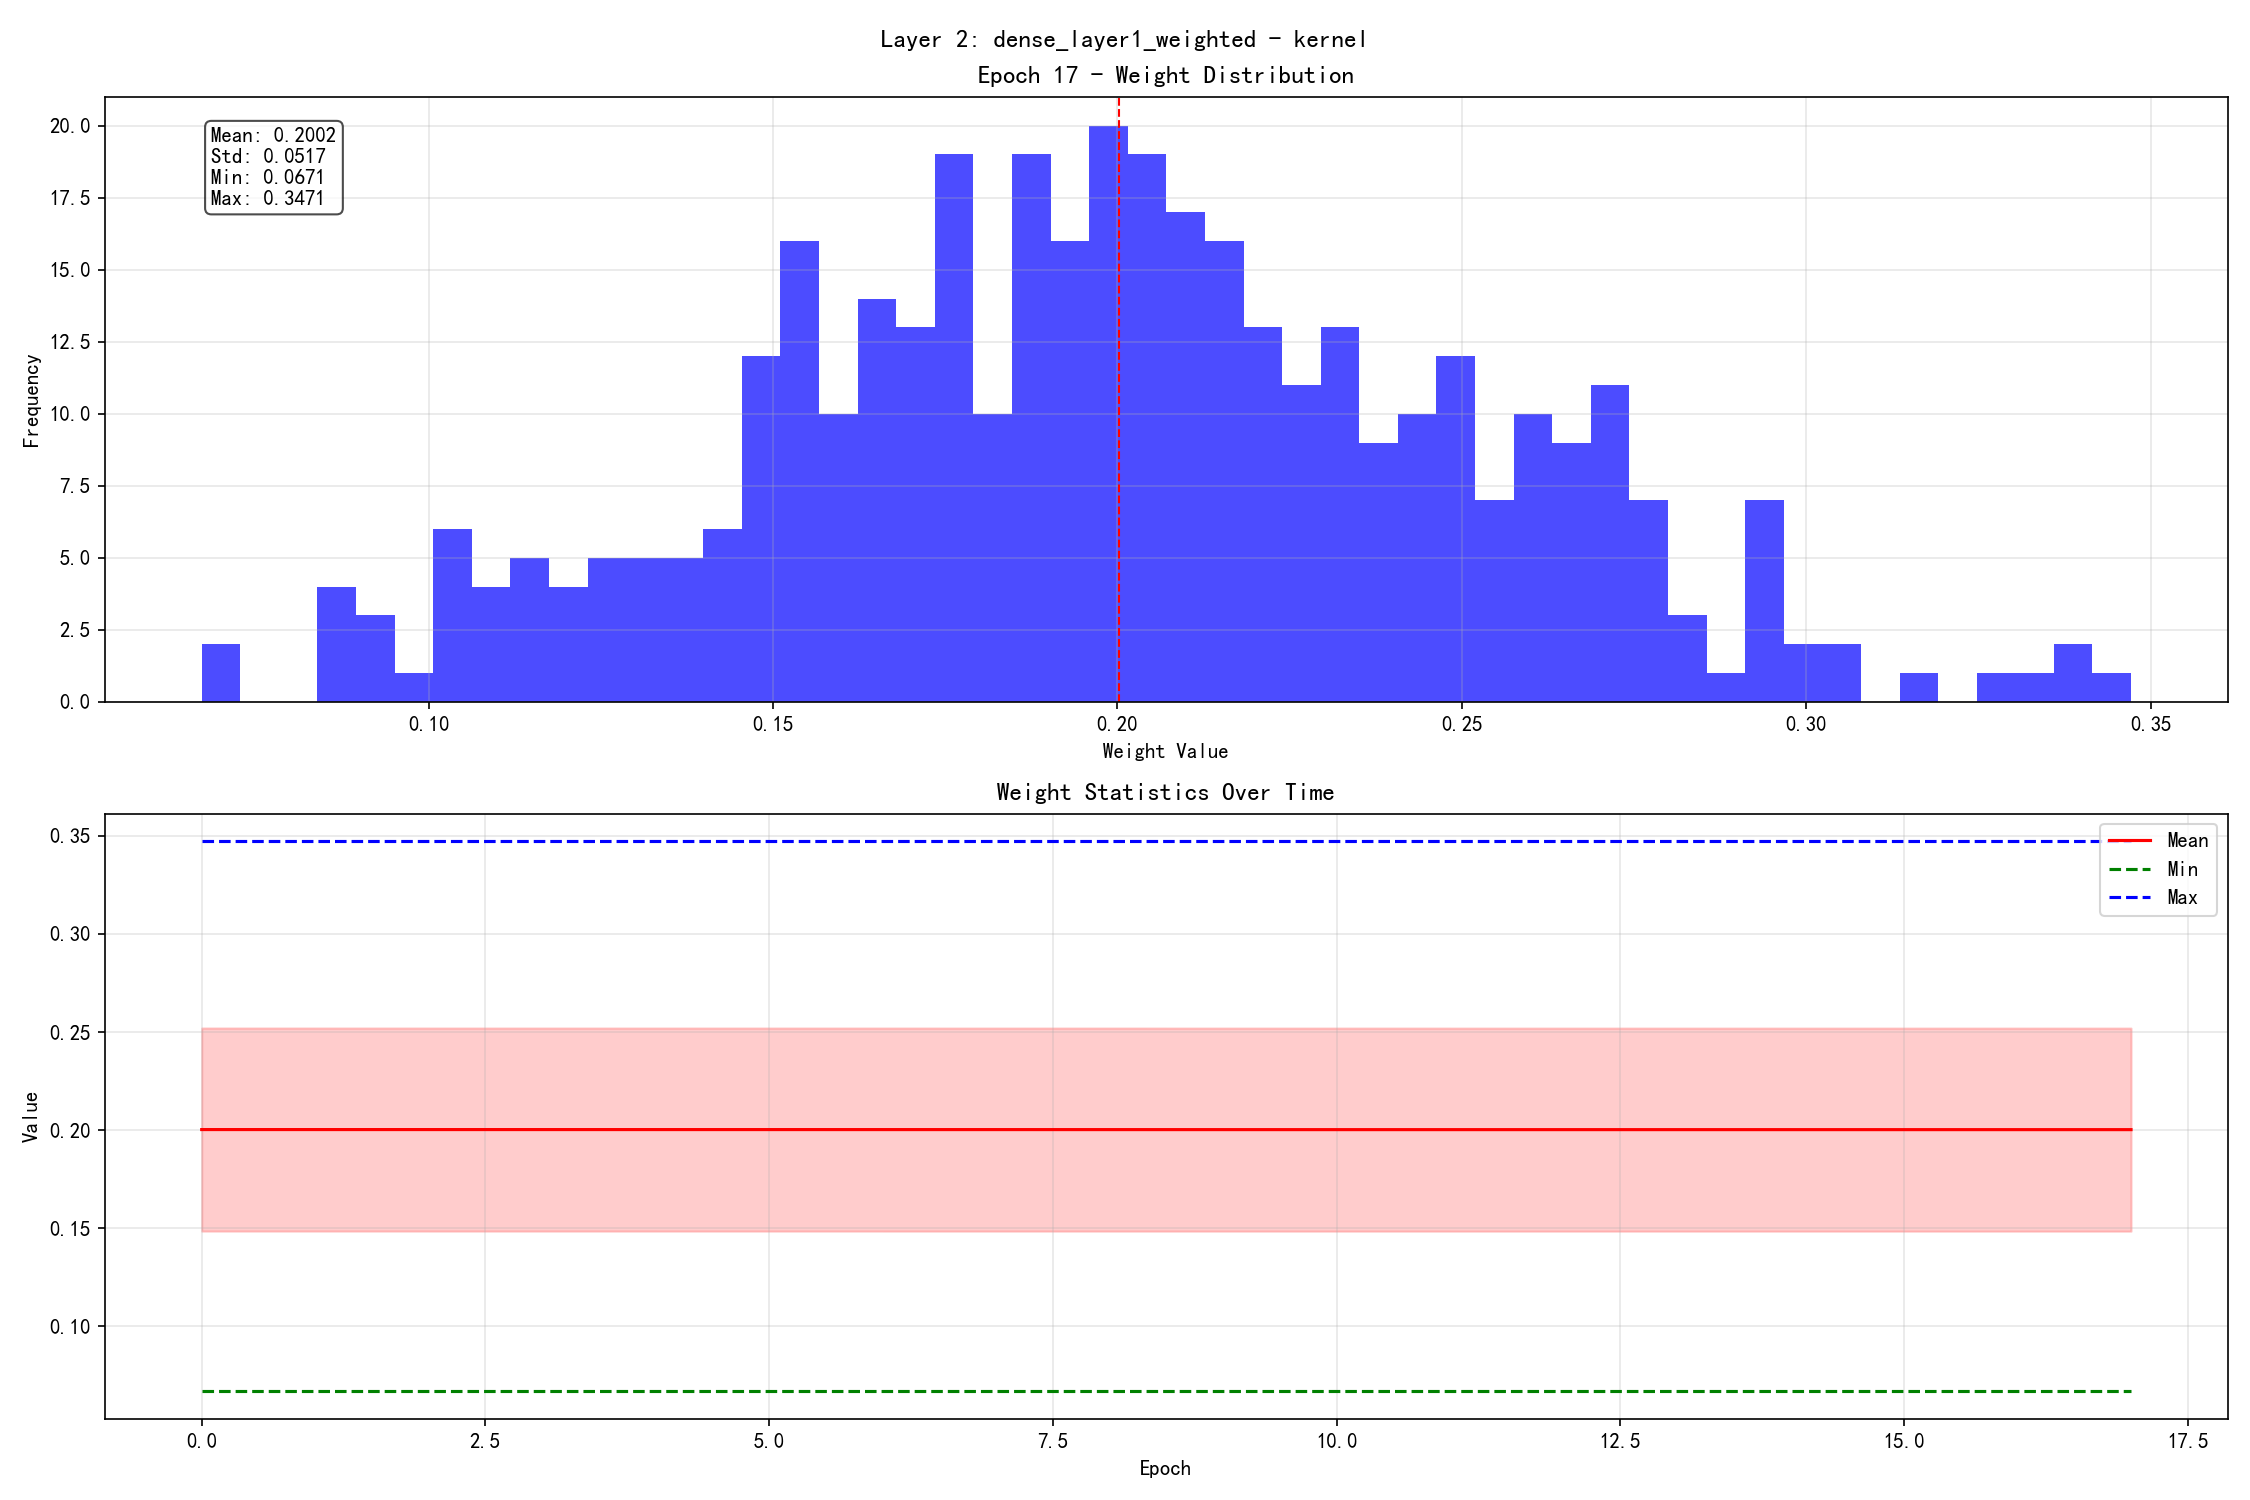 Layer 2: dense_layer1_weighted - kernel
Epoch 17 - Weight Distribution
Mean: 0.2002
Std: 0.0517
Min: 0.0671
Max: 0.3471
Frequency
20.0
17.5
15.0
12.5
10.0
7.5
5.0
2.5
0.0
0.10 0.15 0.20 0.25 0.30 0.35
Weight Value
Weight Statistics Over Time
Mean
Min
Max
Value
0.35
0.30
0.25
0.20
0.15
0.10
0.0 2.5 5.0 7.5 10.0 12.5 15.0 17.5
Epoch